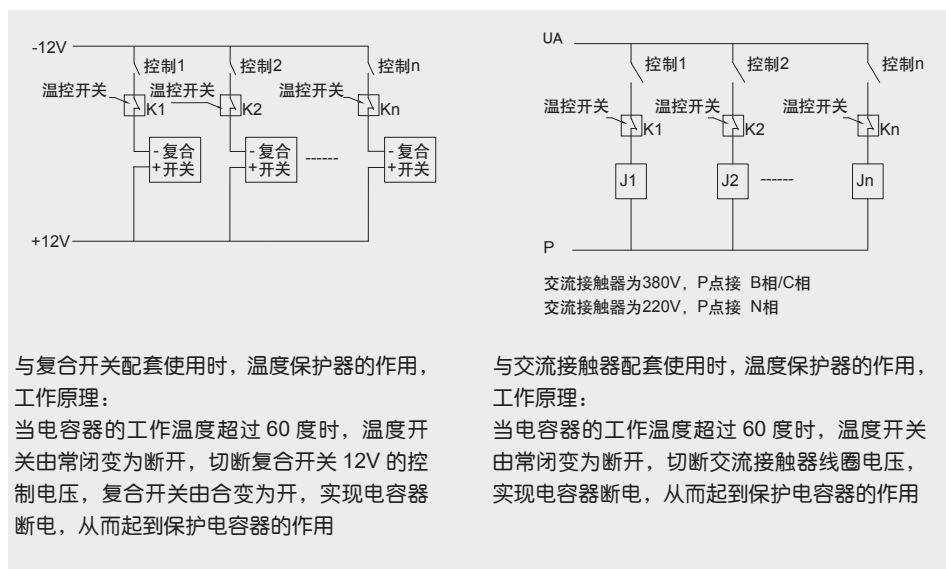 -12V
控制1
控制2
控制n
温控开关
温控开关
温控开关
K1
K2
Kn
- 复合
+开关
- 复合
+开关
------
- 复合
+开关
+12V
UA
控制1
控制2
控制n
温控开关
温控开关
温控开关
K1
K2
Kn
J1
J2
------
Jn
P
交流接触器为380V，P点接 B相/C相
交流接触器为220V，P点接 N相
与复合开关配套使用时，温度保护器的作用，
工作原理：
当电容器的工作温度超过 60 度时，温度开
关由常闭变为断开，切断复合开关 12V 的控
制电压，复合开关由合变为开，实现电容器
断电，从而起到保护电容器的作用
与交流接触器配套使用时，温度保护器的作用，
工作原理：
当电容器的工作温度超过 60 度时，温度开关
由常闭变为断开，切断交流接触器线圈电压，
实现电容器断电，从而起到保护电容器的作用